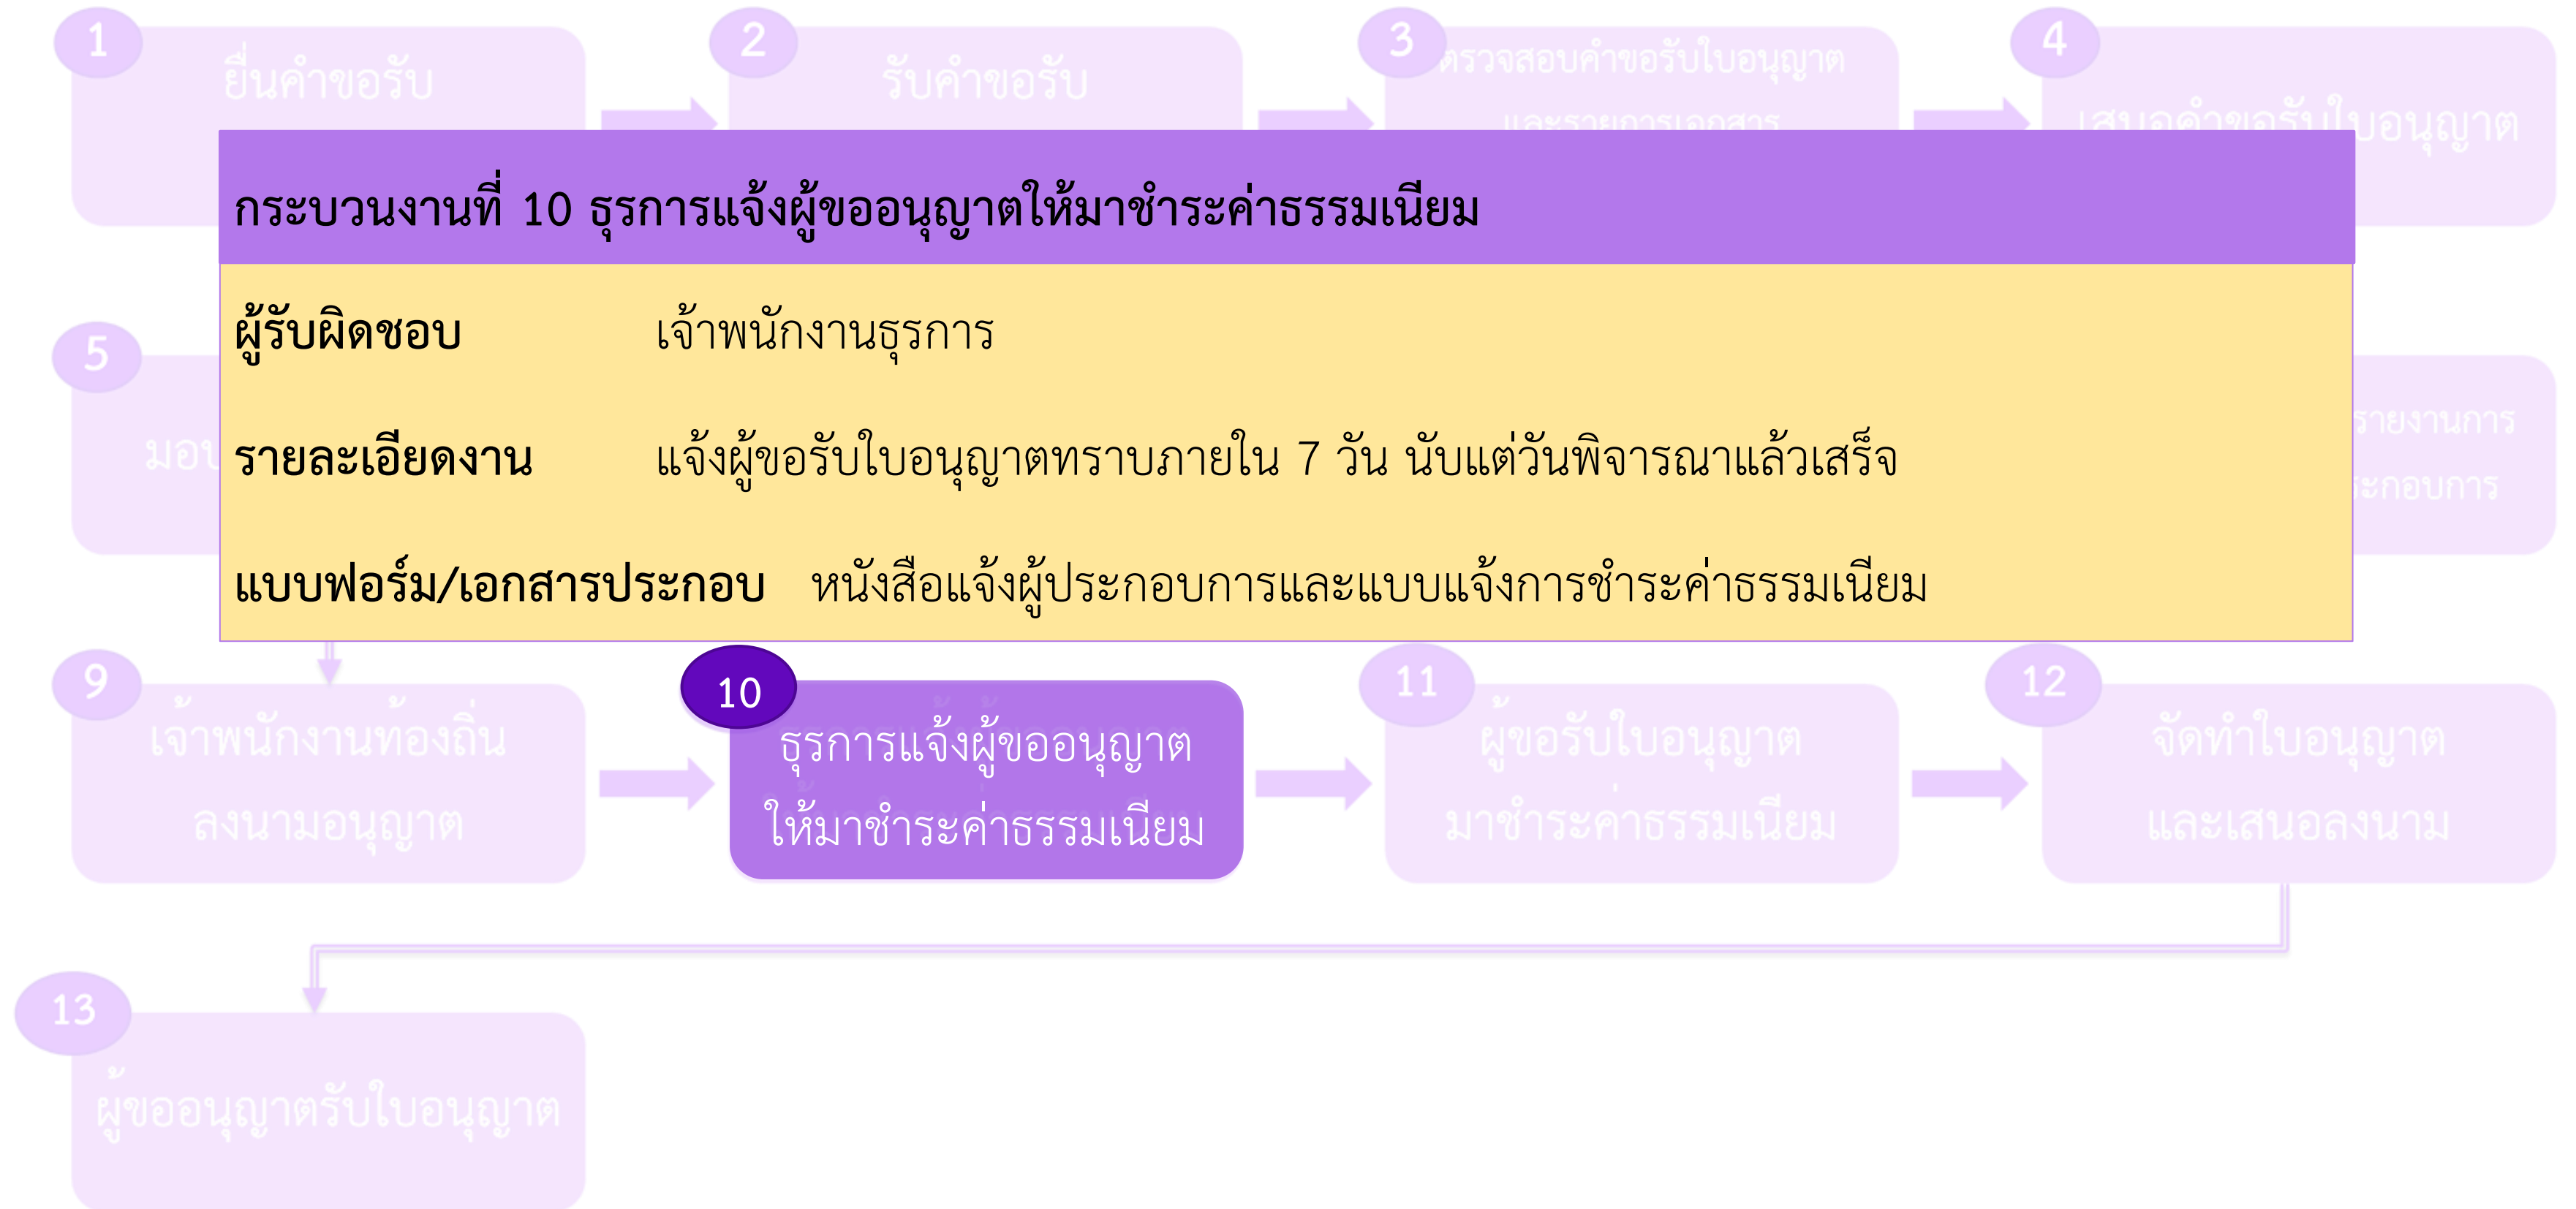 1
ยื่นคำขอรับ
2
รับคำขอรับ
3
ตรวจสอบคำขอรับใบอนุญาต
และรายการเอกสาร
4
เสนอคำขอรับใบอนุญาต
กระบวนงานที่ 10 ธุรการแจ้งผู้ขออนุญาตให้มาชำระค่าธรรมเนียม
ผู้รับผิดชอบ เจ้าพนักงานธุรการ
รายละเอียดงาน แจ้งผู้ขอรับใบอนุญาตทราบภายใน 7 วัน นับแต่วันพิจารณาแล้วเสร็จ
แบบฟอร์ม/เอกสารประกอบ หนังสือแจ้งผู้ประกอบการและแบบแจ้งการชำระค่าธรรมเนียม
5
รายงานการ
9
เจ้าพนักงานท้องถิ่น
ลงนามอนุญาต
10
ธุรการแจ้งผู้ขออนุญาต
ให้มาชำระค่าธรรมเนียม
11
ผู้ขอรับใบอนุญาต
มาชำระค่าธรรมเนียม
12
จัดทำใบอนุญาต
และเสนอลงนาม
13
ผู้ขออนุญาตรับใบอนุญาต